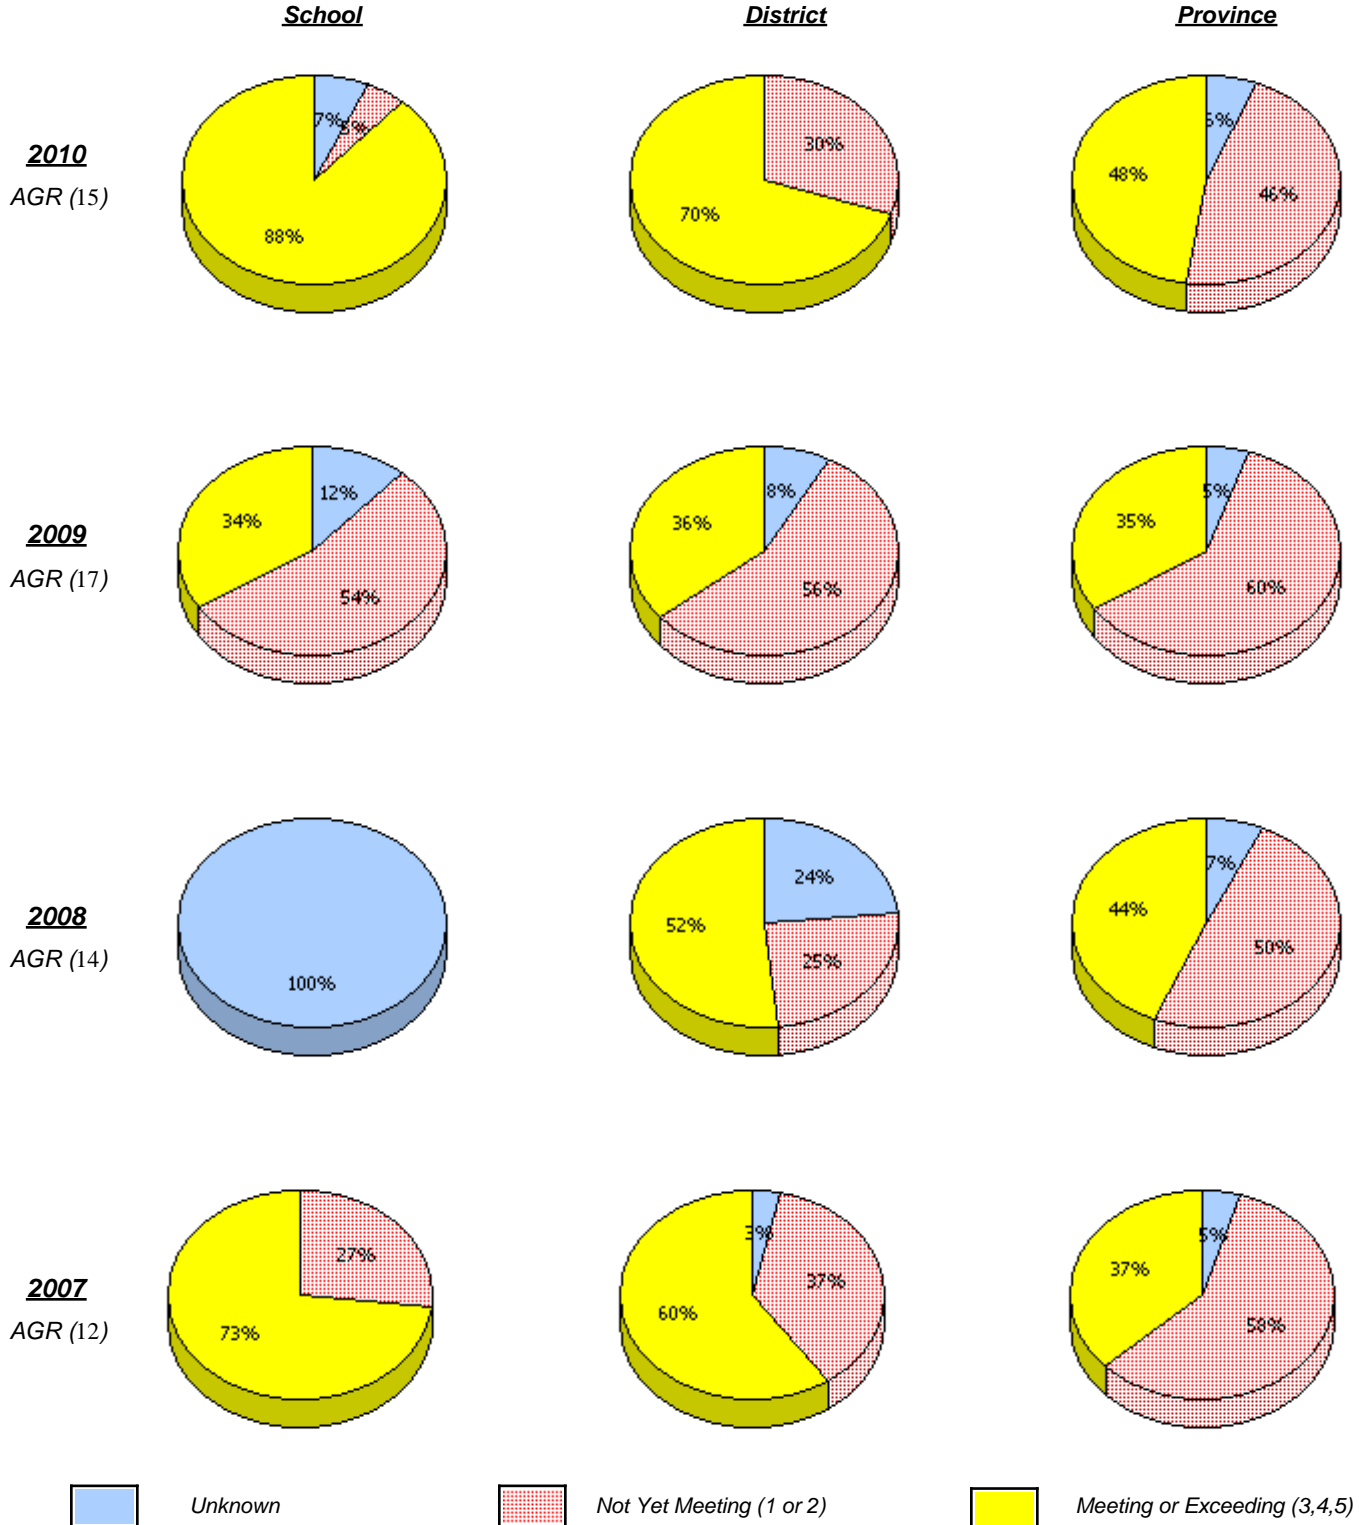 School District Province
2010
AGR (15)
7% 5% 88%
30% 70%
6% 46% 48%
2009
AGR (17)
12% 54% 34%
8% 56% 36%
5% 60% 35%
2008
AGR (14)
100%
24% 25% 52%
7% 50% 44%
2007
AGR (12)
27% 73%
3% 37% 60%
5% 58% 37%
Unknown Not Yet Meeting (1 or 2) Meeting or Exceeding (3,4,5)